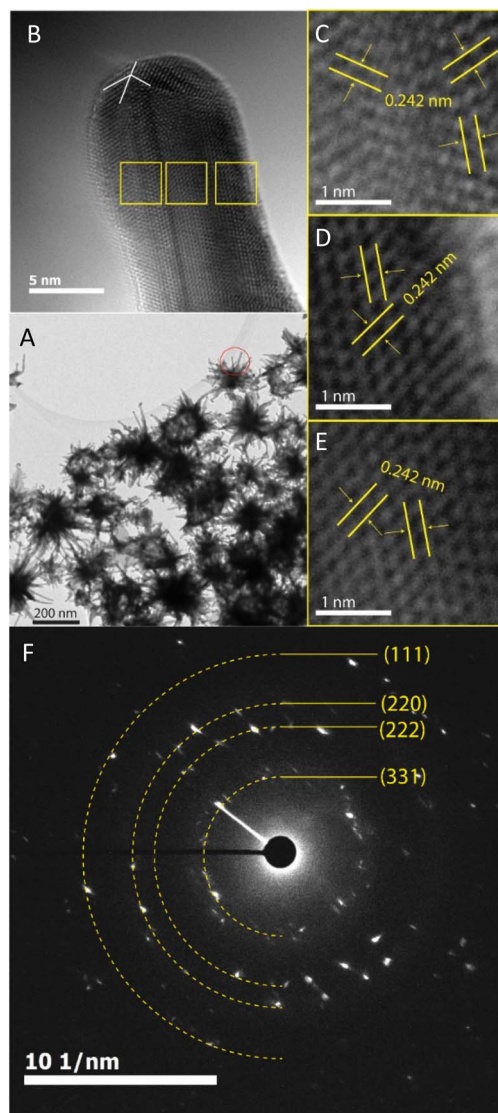 B
5 nm
C
0.242 nm
1 nm
D
0.242 nm
1 nm
A
200 nm
E
0.242 nm
1 nm
F
(111)
(220)
(222)
(331)
10 1/nm